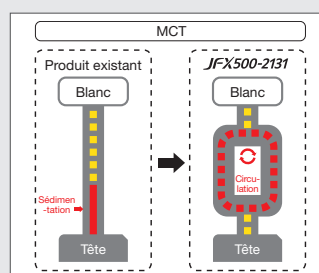 MCT
Produit existant
Blanc
Sédimen
-tation
Tête
JFX500-2131
Blanc
Circu-
lation
Tête